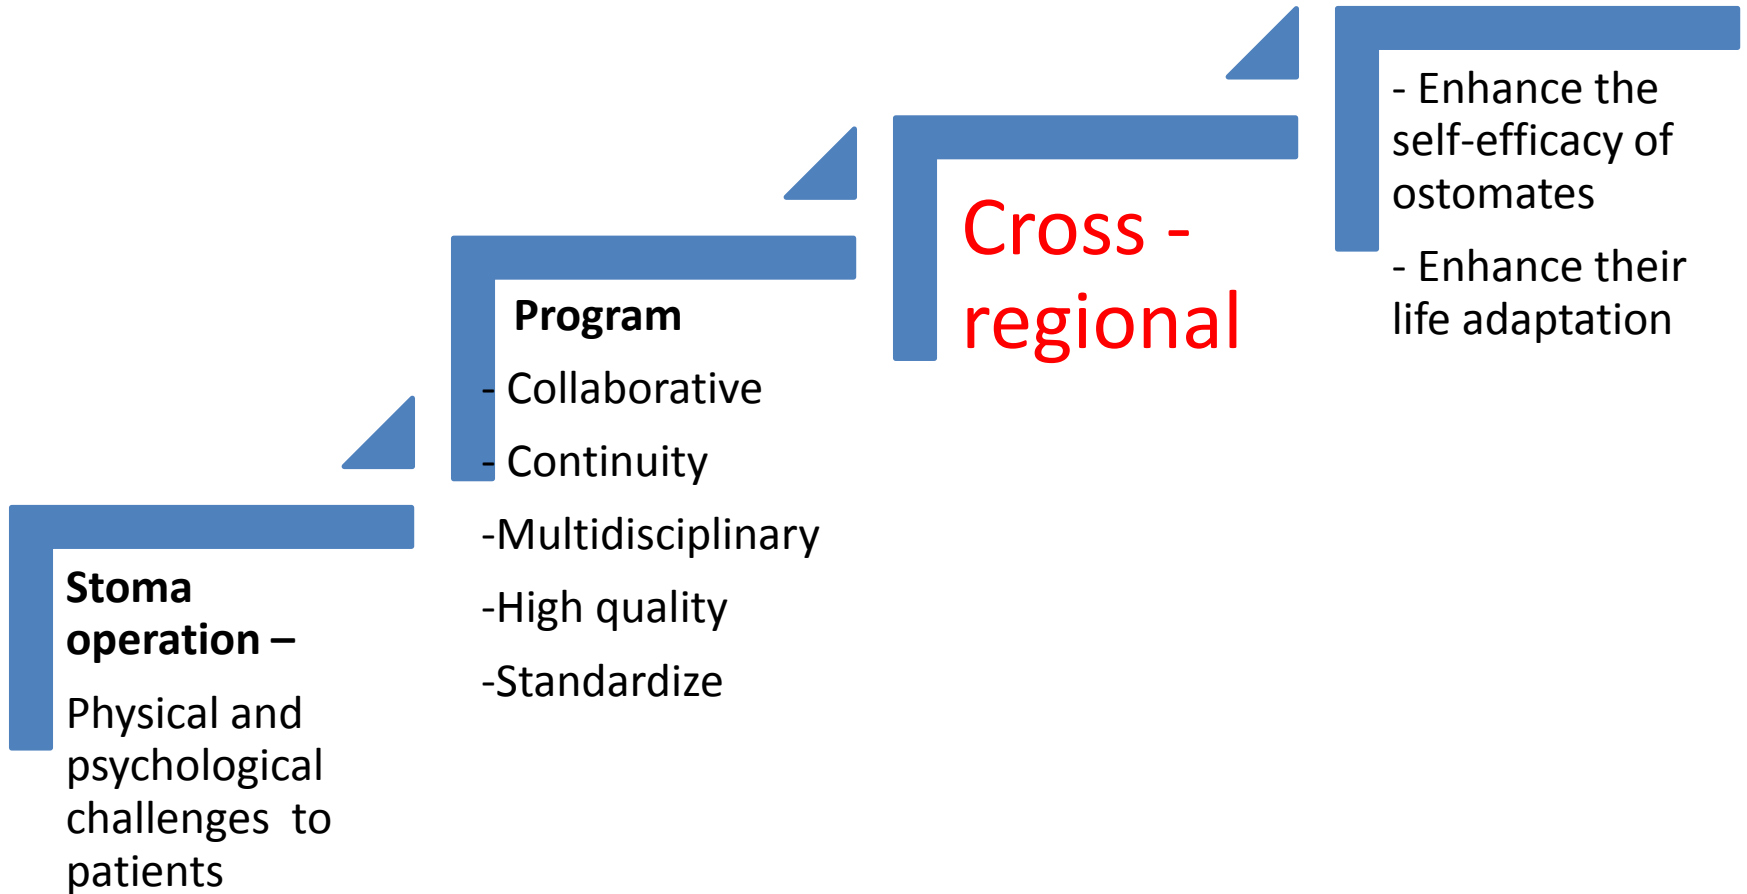 Stoma
operation –
Physical and
psychological
challenges to
patients
Program
- Collaborative
- Continuity
-Multidisciplinary
-High quality
-Standardize
Cross -
regional
- Enhance the
self-efficacy of
ostomates
- Enhance their
life adaptation